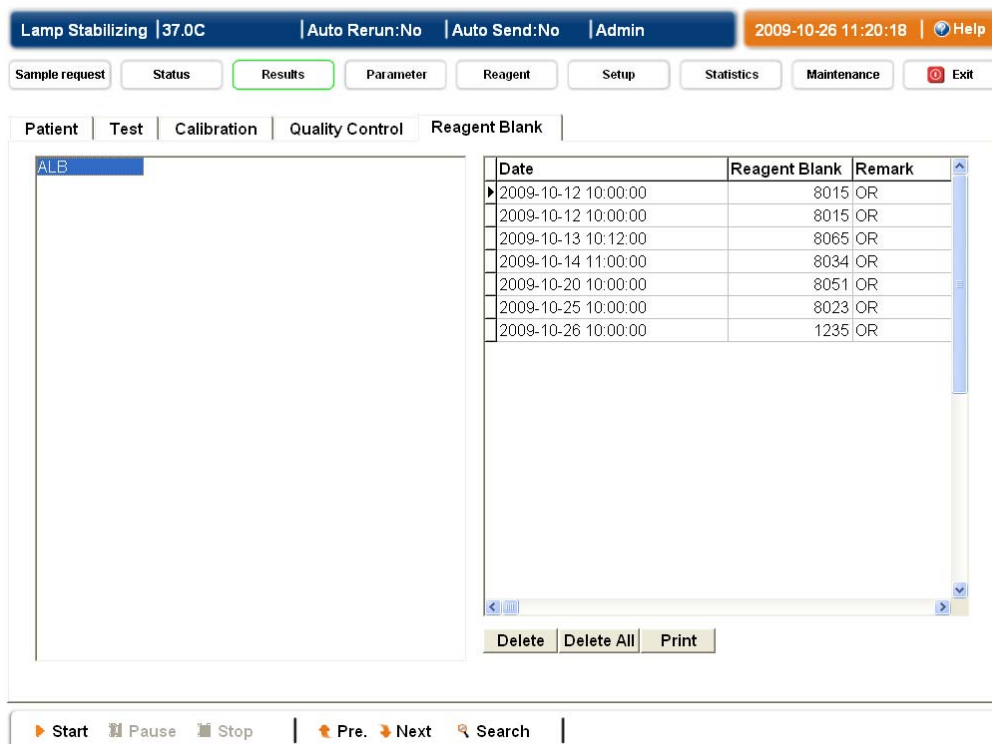 Lamp Stabilizing |37.0C |Auto Rerun:No |Auto Send:No |Admin 2009-10-26 11:20:18 | Help
Sample request Status Results Parameter Reagent Setup Statistics Maintenance Exit
Patient Test Calibration Quality Control Reagent Blank
ALB
Date Reagent Blank Remark
2009-10-12 10:00:00 8015 OR
2009-10-12 10:00:00 8015 OR
2009-10-13 10:12:00 8065 OR
2009-10-14 11:00:00 8034 OR
2009-10-20 10:00:00 8051 OR
2009-10-25 10:00:00 8023 OR
2009-10-26 10:00:00 1235 OR
Delete Delete All Print
Start Pause Stop Pre. Next Search